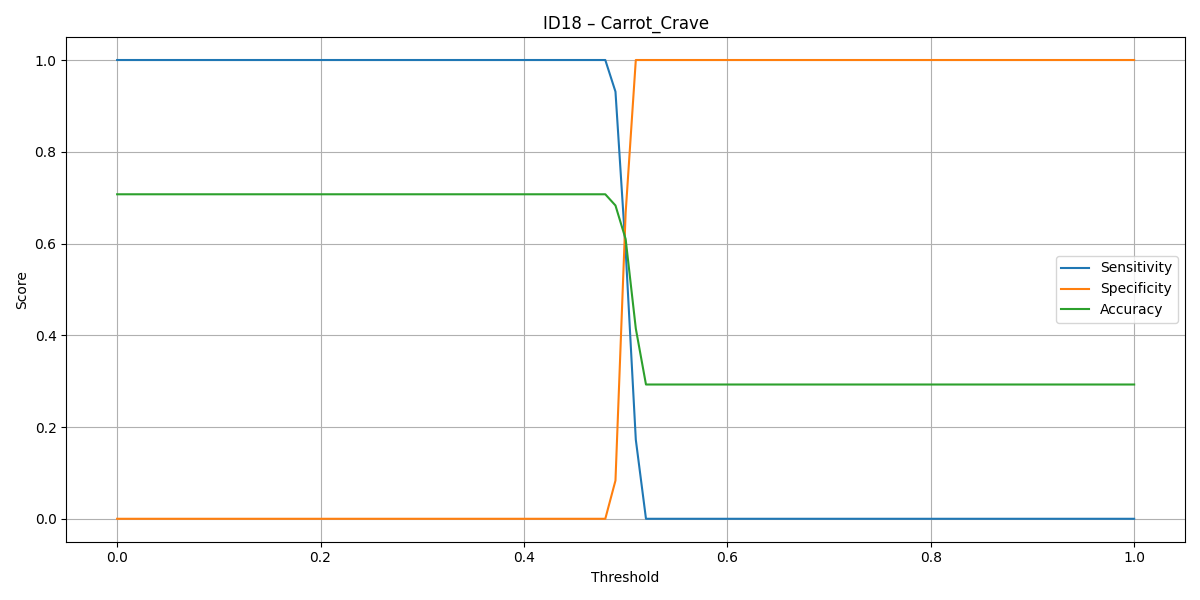 ID18 – Carrot_Crave
Score
1.0
0.8
0.6
0.4
0.2
0.0
Sensitivity
Specificity
Accuracy
0.0 0.2 0.4 0.6 0.8 1.0
Threshold